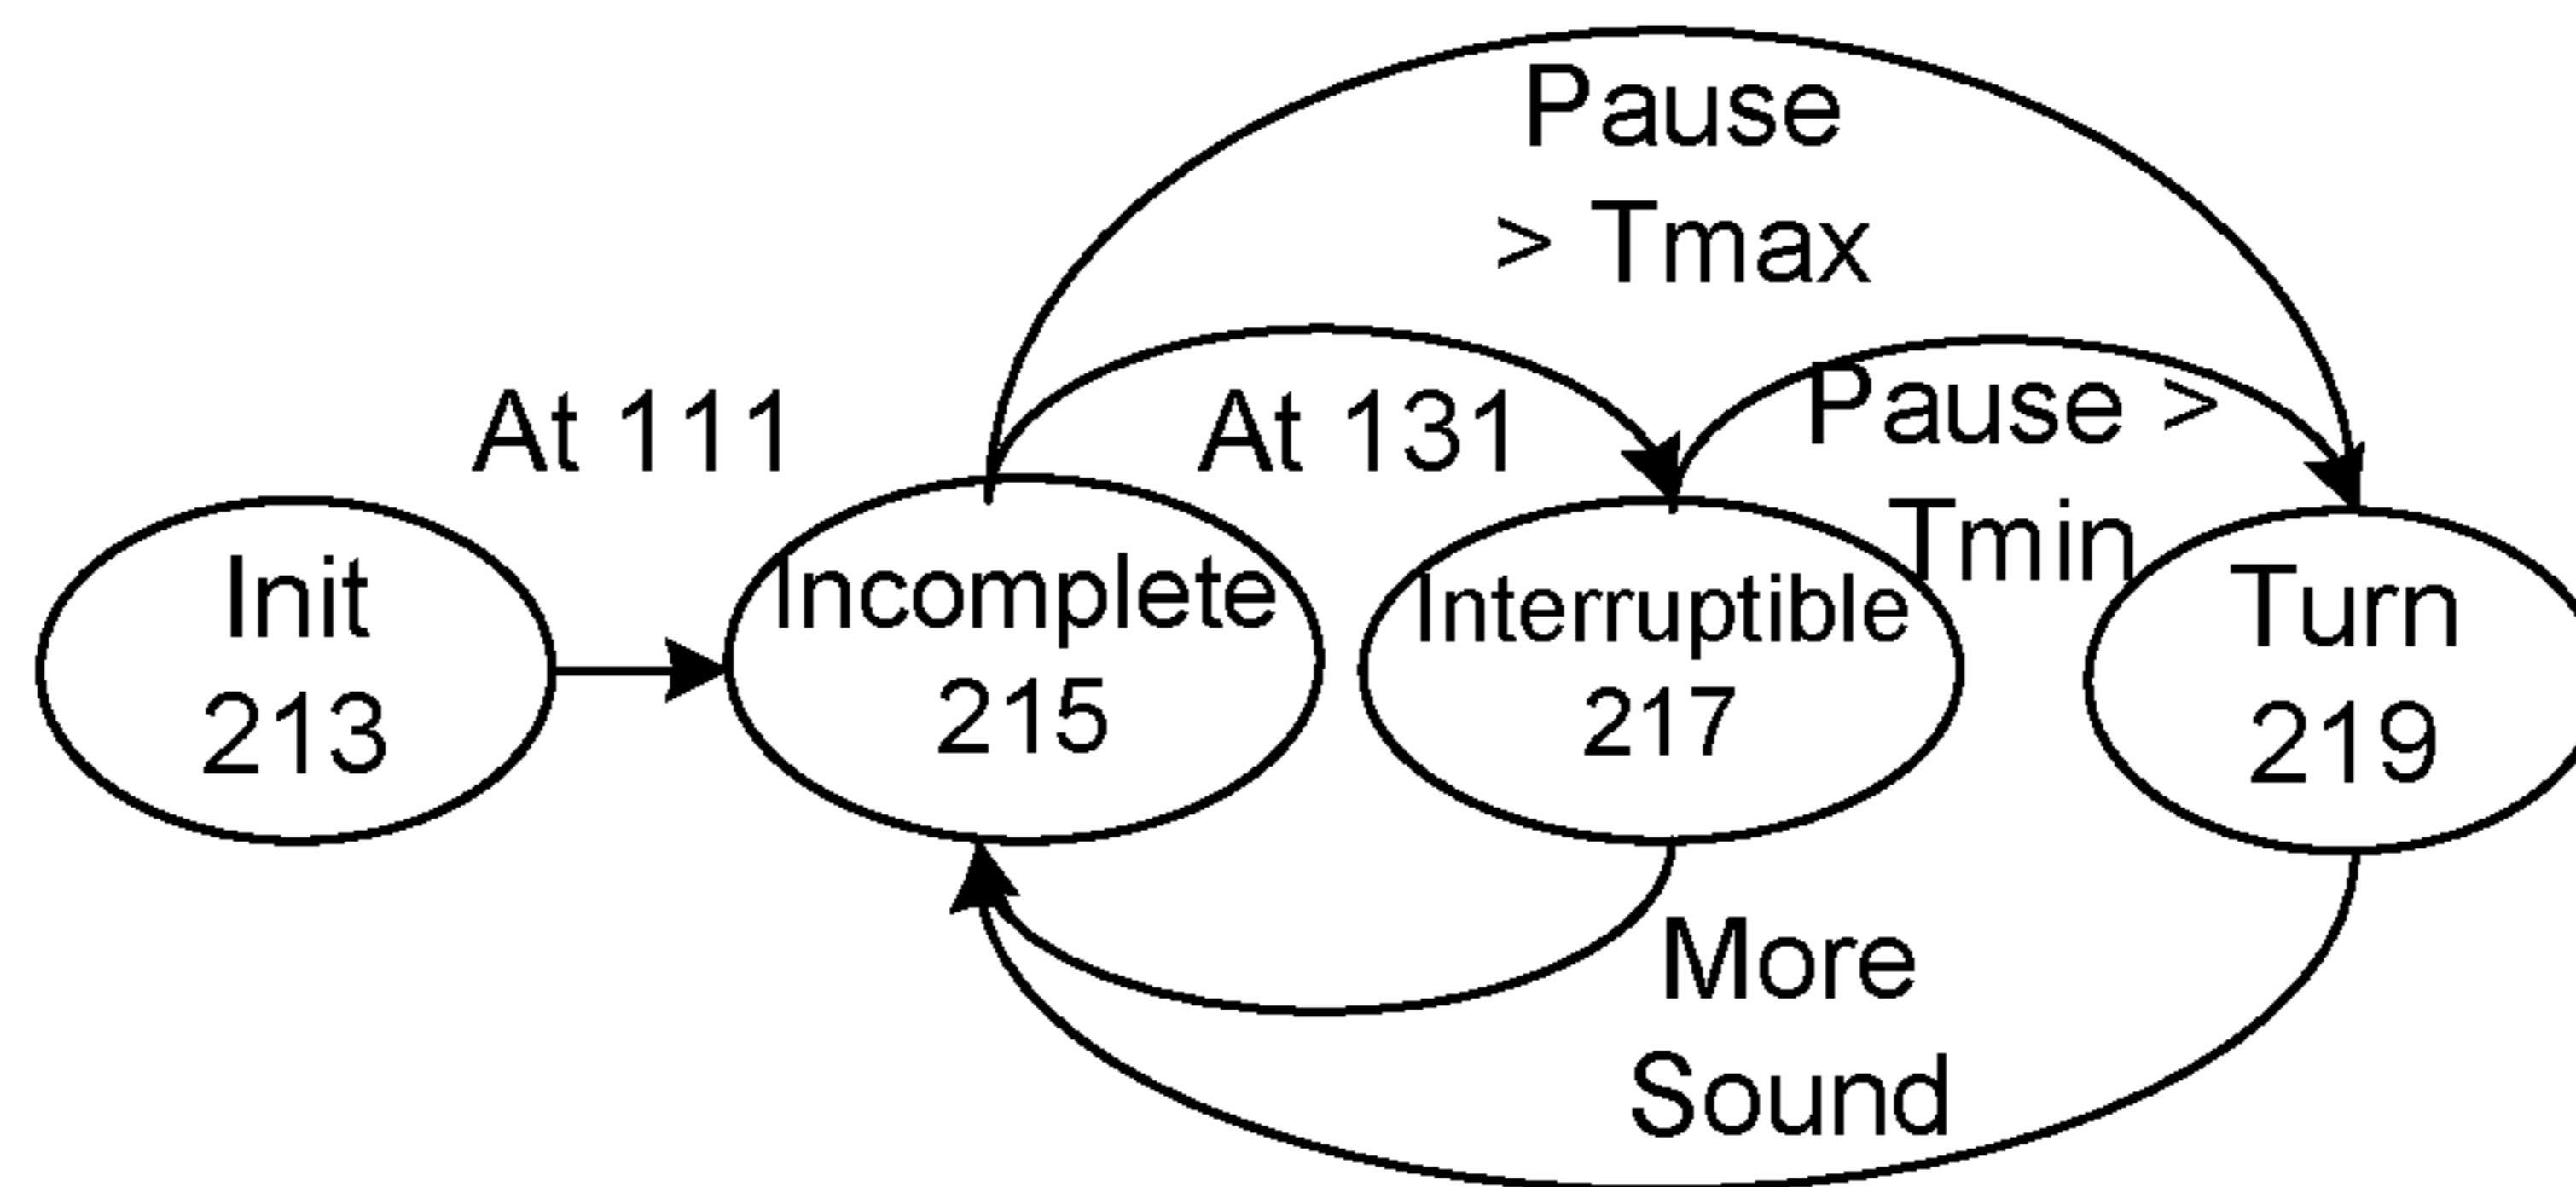 Pause
> Tmax
At 111
At 131
Pause >
Tmin
Init
213
Incomplete
215
Interruptible
217
Turn
219
More
Sound